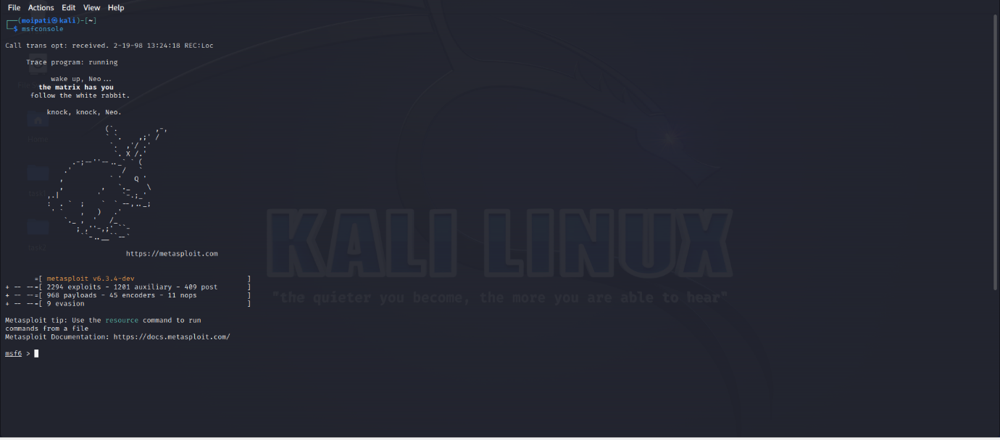 File Actions Edit View Help
┌──(moipati㉿kali)-[~]
└─$ msfconsole
Call trans opt: received. 2-19-98 13:24:18 REC:Loc
Trace program: running
wake up, Neo...
the matrix has you
follow the white rabbit.
knock, knock, Neo.
(`.         ,-,
` `.    ,;' /
`.  ,'/ .'
`. X /.'
.-;--''--.._` ` (
.'            /   `
,           ` '   Q '
,         ,   `._    \
,.|         '     `-.;_'
:  . `  ;    `  ` --,.._;
' `    ,   )   .'
`._ ,  '   /_
; ,''-,;' ``-
``-..__``--`
https://metasploit.com
=[ metasploit v6.3.4-dev                           ]
+ -- --=[ 2294 exploits - 1201 auxiliary - 409 post       ]
+ -- --=[ 968 payloads - 45 encoders - 11 nops            ]
+ -- --=[ 9 evasion                                       ]
Metasploit tip: Use the resource command to run
commands from a file
Metasploit Documentation: https://docs.metasploit.com/
msf6 >
KALI LINUX
"the quieter you become, the more you are able to hear"
Home